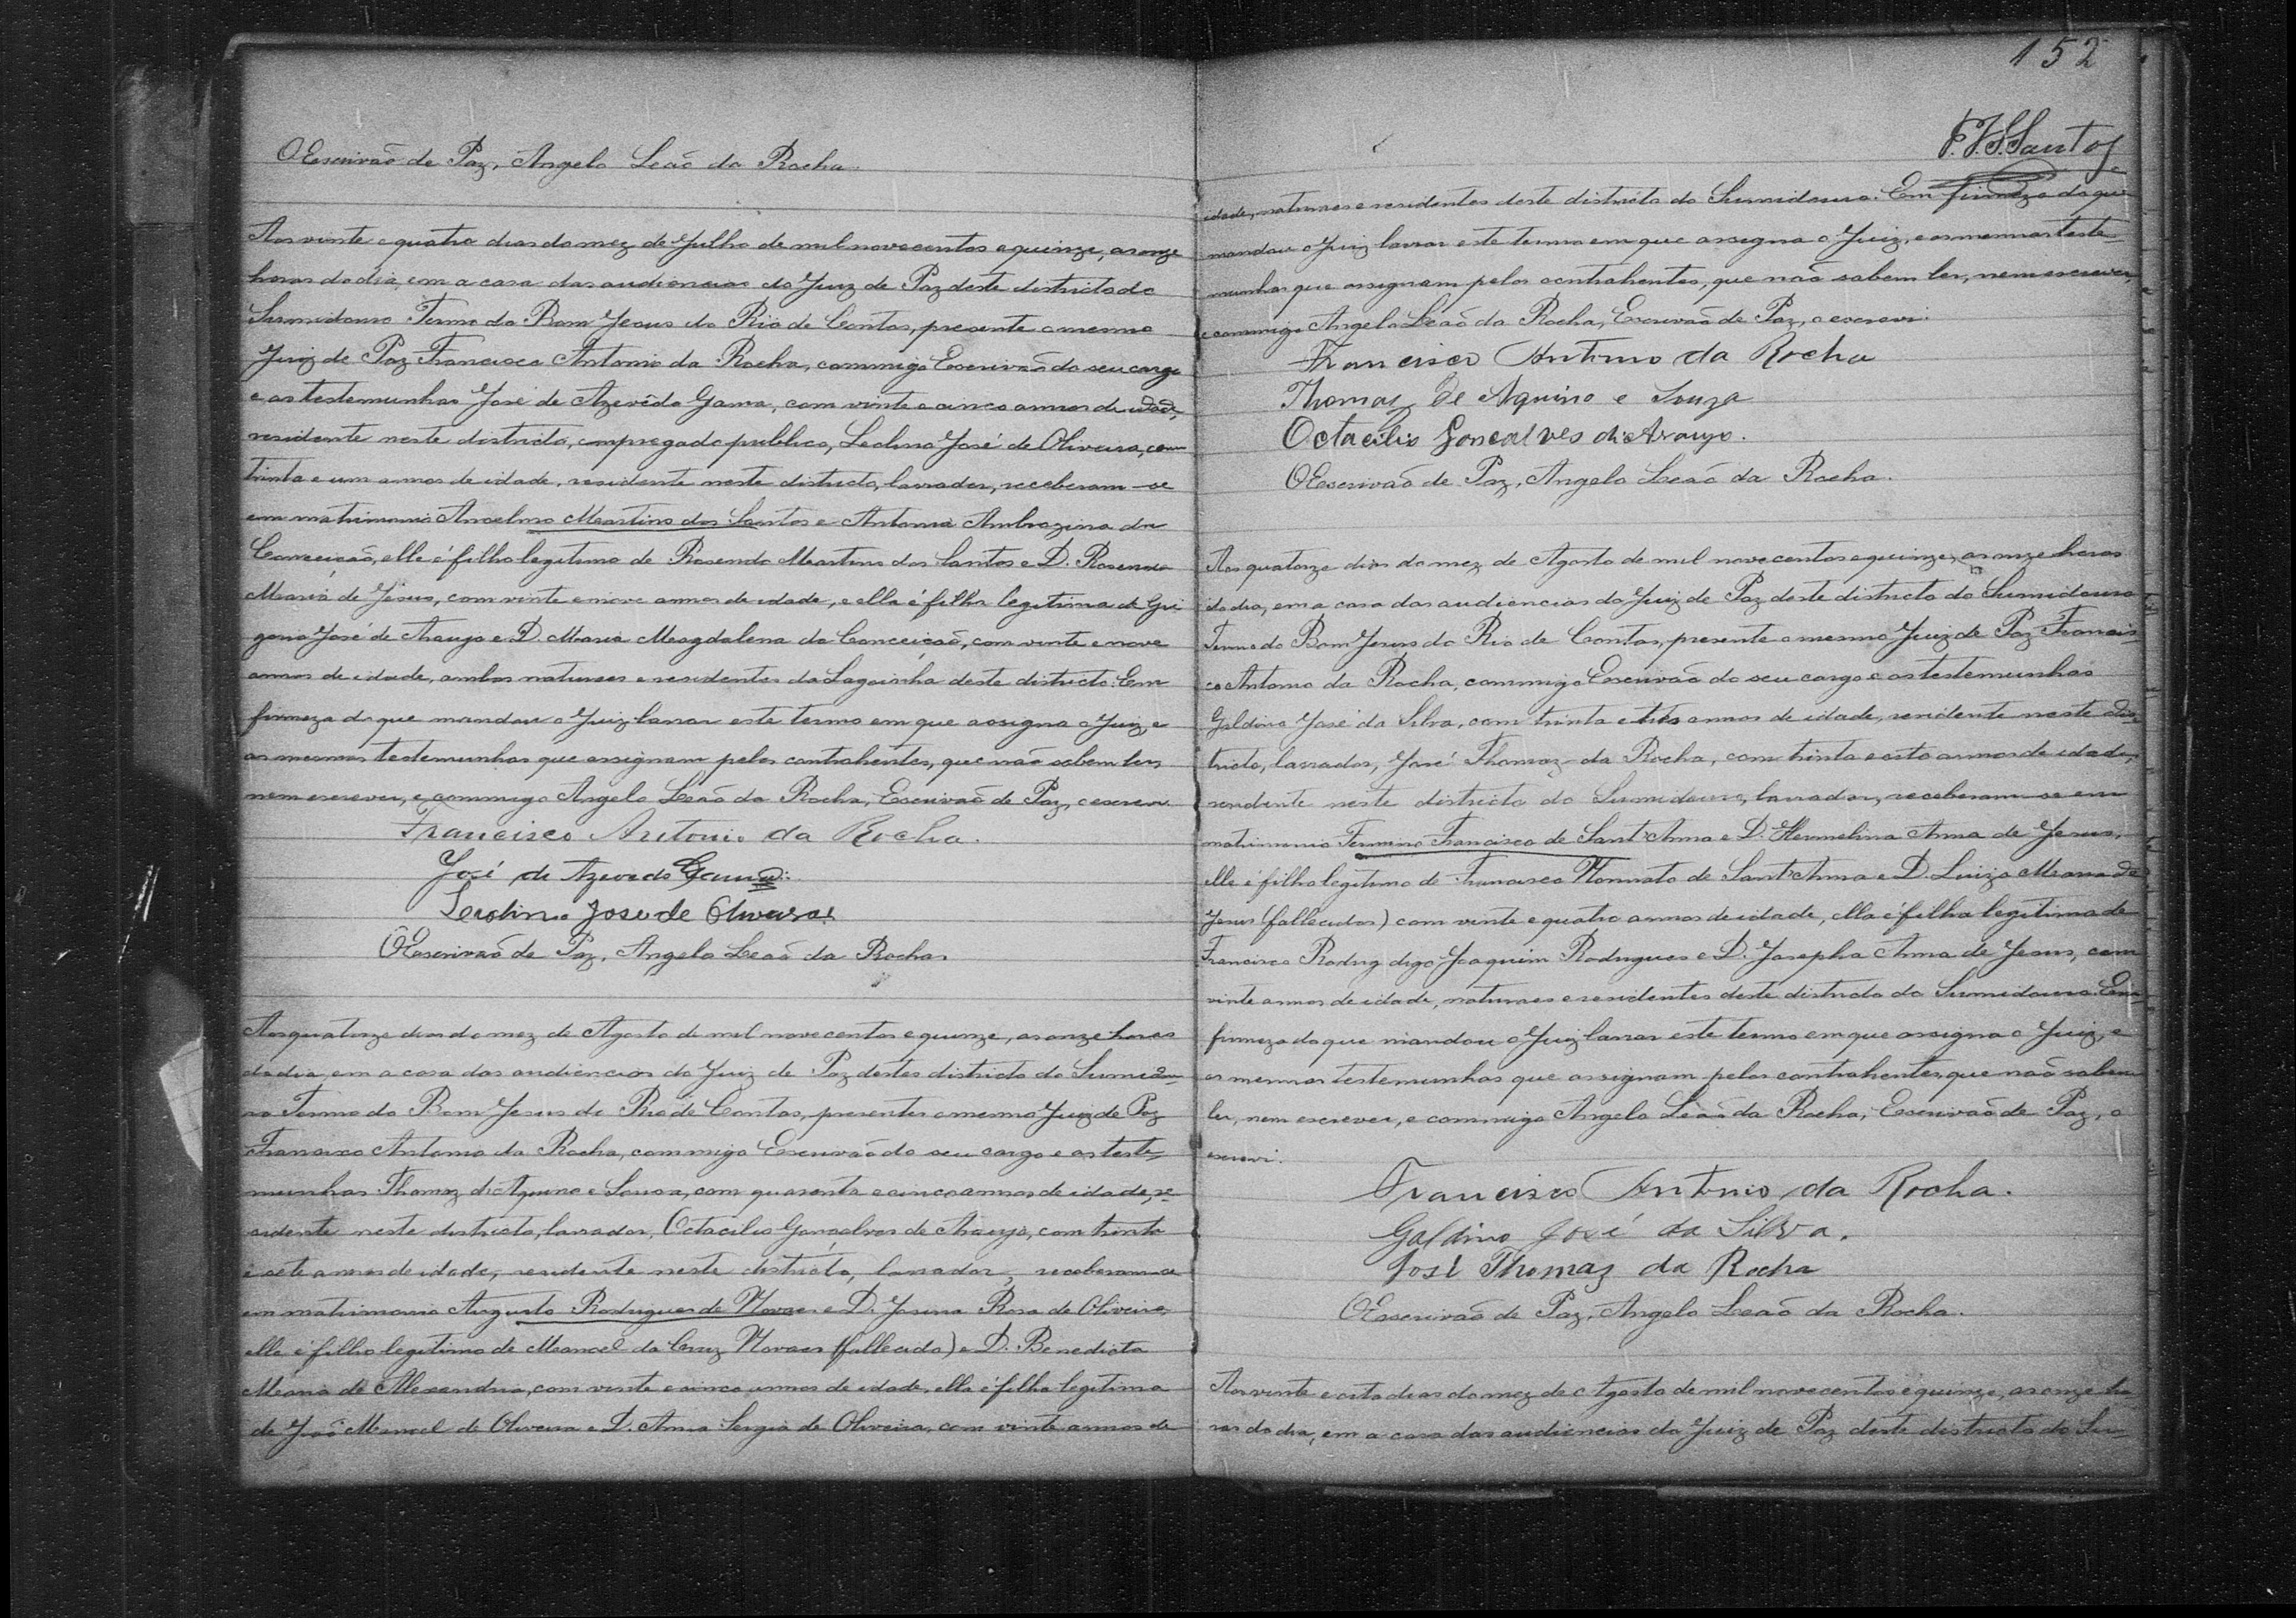 O Escrivão de Paz, Angelo Leão da Rocha.
Aos vinte e quatro dias do mez de Julho de mil novecentos e quinze, as onze
horas do dia, em a casa das audiencias do Juiz de Paz deste districto do
Sumidouro Termo do Bom Jesus do Rio de Contas, presente o mesmo
Juiz de Paz Francisco Antonio da Rocha, commigo Escrivão do seu cargo
e as testemunhas José de Azevêdo Gama, com vinte e cinco annos de idade,
residente neste districto, empregado publico, Leolino José de Oliveira, com
trinta e um annos de idade, residente neste districto, lavrador, receberam-se
em matrimonio Anselmo Martins dos Santos e Antonia Ambrozina da
Conceição, elle é filho legitimo de Rosendo Martins dos Santos e D. Rosenda
Maria de Jesus, com vinte e nove annos de idade, e ella é filha legitima de Gri
gorio José de Araujo e D. Maria Magdalena da Conceição, com vinte e nove
annos de idade, ambos naturaes e residentes da Lagoinha deste districto. Em
firmeza do que mandou o Juiz lavrar este termo em que assigna o Juiz, e
as mesmas testemunhas que assignam pelos contrahentes, que não sabem ler,
nem escrever, e commigo Angelo Leão da Rocha, Escrivão de Paz, o escrevi.
Francisco Antonio da Rocha.
José de Azevedo Gama.
Leolino José de Oliveira
O Escrivão de Paz, Angelo Leão da Rocha.
Aos quatorze dias do mez de Agosto de mil novecentos e quinze, as onze horas
do dia, em a casa das audiencias do Juiz de Paz destes districto do Sumidou-
ro Termo do Bom Jesus do Rio de Contas, presentes o mesmo Juiz de Paz
Francisco Antonio da Rocha, commigo Escrivão do seu cargo e as teste-
munhas Thomaz de Aquino e Sousa, com quarenta e cinco annos de idade, re-
sidente neste districto, lavrador, Octacilio Gonçalves de Araujo, com trinta
e sete annos de idade, residente neste districto, lavrador, receberam-se
em matrimonio Augusto Rodrigues de Novaes e D. Josina Rosa de Oliveira,
elle é filho legitimo de Manoel da Cruz Novaes (fallecido) e D. Benedicta
Maria de Alexandria, com vinte e cinco annos de idade, ella é filha legitima
de João Manoel de Oliveira e D. Anna Sergia de Oliveira, com vinte annos de
152
F. J. S. Santos
idade, naturaes e residentes deste districto do Sumidouro. Em firmeza do que
mandou o Juiz lavrar este termo em que assigna o Juiz, e as mesmas teste-
munhas que assignam pelos contrahentes, que não sabem ler, nem escrever,
e commigo Angelo Leão da Rocha, Escrivão de Paz, o escrevi.
Francisco Antonio da Rocha
Thomaz de Aquino e Souza
Octacilio Goncalves de Araujo.
O Escrivão de Paz, Angelo Leão da Rocha.
Aos quatorze dias do mez de Agosto de mil novecentos e quinze, as onze horas
do dia, em a casa das audiencias do Juiz de Paz deste districto do Sumidouro
Termo do Bom Jesus do Rio de Contas, presente o mesmo Juiz de Paz Francis-
co Antonio da Rocha, commigo Escrivão do seu cargo e as testemunhas
Galdino José da Silva, com trinta e tres annos de idade, residente neste dis-
tricto, lavrador, José Thomaz da Rocha, com trinta e oito annos de idade,
residente neste districto do Sumidouro, lavrador, receberam-se em
matrimonio Firmino Francisco de Sant'Anna e D. Hermelina Anna de Jesus,
elle é filho legitimo de Francisco Honorato de Sant'Anna e D. Luiza Maria de
Jesus (fallecidos) com vinte e quatro annos de idade, ella é filha legitima de
Francisco Rodrig digo Joaquim Rodrigues e D. Josepha Anna de Jesus, com
vinte annos de idade, naturaes e residentes deste districto do Sumidouro. Em
firmeza do que mandou o Juiz lavrar este termo em que assigna o Juiz, e
as mesmas testemunhas que assignam pelos contrahentes, que não sabem
ler, nem escrever, e commigo Angelo Leão da Rocha, Escrivão de Paz, o
escrevi.
Francisco Antonio da Rocha.
Galdino José da Silva.
José Thomaz da Rocha
O Escrivão de Paz, Angelo Leão da Rocha.
Aos vinte e oito dias do mez de Agosto de mil novecentos e quinze, as onze ho-
ras do dia, em a casa das audiencias do Juiz de Paz deste districto do Su-